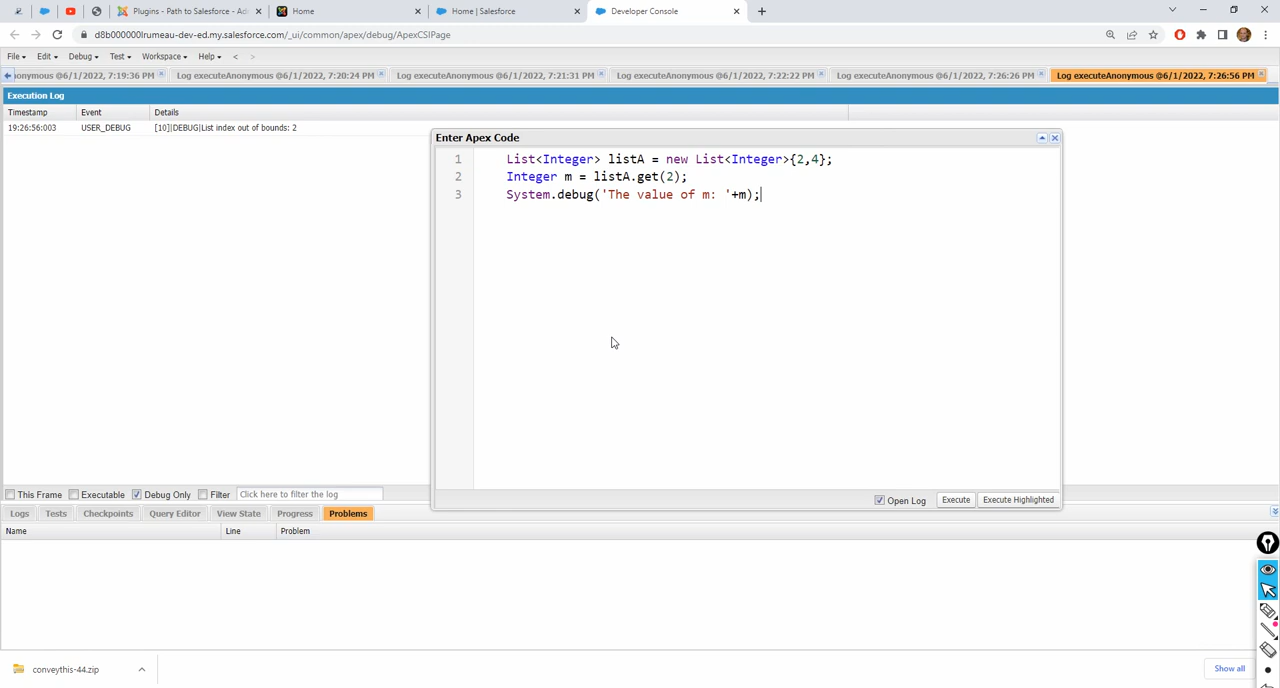 Plugins - Path to Salesforce - Ad
Home
Home | Salesforce
Developer Console
d8b000000lrumeau-dev-ed.my.salesforce.com/_ui/common/apex/debug/ApexCSIPage
File Edit Debug Test Workspace Help < >
onymous @6/1/2022, 7:19:36 PM Log executeAnonymous @6/1/2022, 7:20:24 PM Log executeAnonymous @6/1/2022, 7:21:31 PM Log executeAnonymous @6/1/2022, 7:22:22 PM Log executeAnonymous @6/1/2022, 7:26:26 PM Log executeAnonymous @6/1/2022, 7:26:56 PM
Execution Log
Timestamp Event Details
19:26:56:003 USER_DEBUG [10]|DEBUG|List index out of bounds: 2
Enter Apex Code
1 List<Integer> listA = new List<Integer>{2,4};
2 Integer m = listA.get(2);
3 System.debug('The value of m: '+m);
Open Log Execute Execute Highlighted
This Frame Executable Debug Only Filter Click here to filter the log
Logs Tests Checkpoints Query Editor View State Progress Problems
Name Line Problem
conveythis-44.zip
Show all